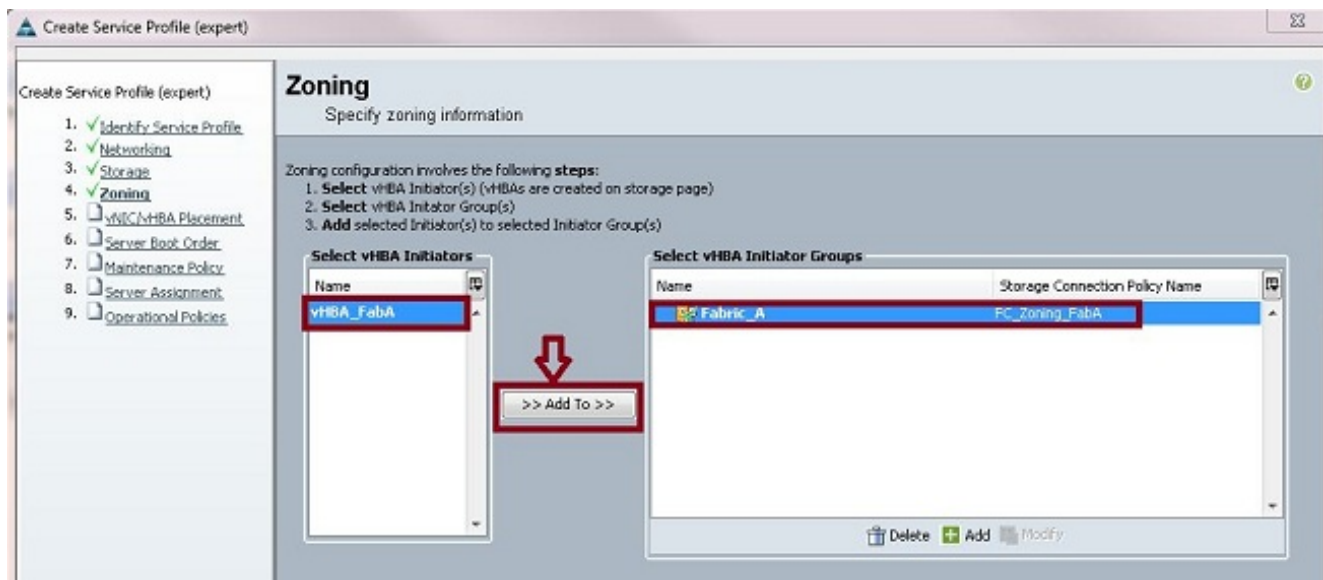 Create Service Profile (expert)
Create Service Profile (expert)
1. Identify Service Profile
2. Networking
3. Storage
4. Zoning
5. vNIC/vHBA Placement
6. Server Boot Order
7. Maintenance Policy
8. Server Assignment
9. Operational Policies
Zoning
Specify zoning information
Zoning configuration involves the following steps:
1. Select vHBA Initiator(s) (vHBAs are created on storage page)
2. Select vHBA Initator Group(s)
3. Add selected Initiator(s) to selected Initiator Group(s)
Select vHBA Initiators
Name
vHBA_FabA
>> Add To >>
Select vHBA Initiator Groups
Name Storage Connection Policy Name
Fabric_A FC_Zoning_FabA
Delete Add Modify